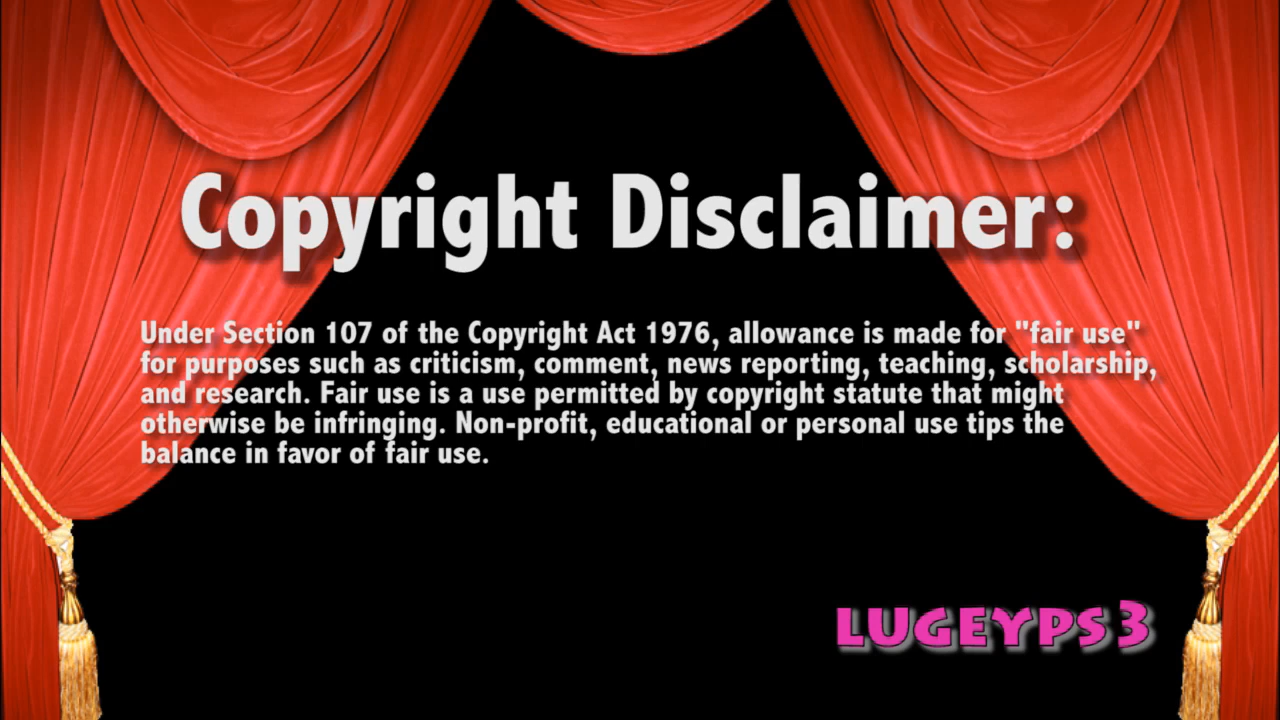 Copyright Disclaimer:
Under Section 107 of the Copyright Act 1976, allowance is made for "fair use"
for purposes such as criticism, comment, news reporting, teaching, scholarship,
and research. Fair use is a use permitted by copyright statute that might
otherwise be infringing. Non-profit, educational or personal use tips the
balance in favor of fair use.
LUGEYPS3